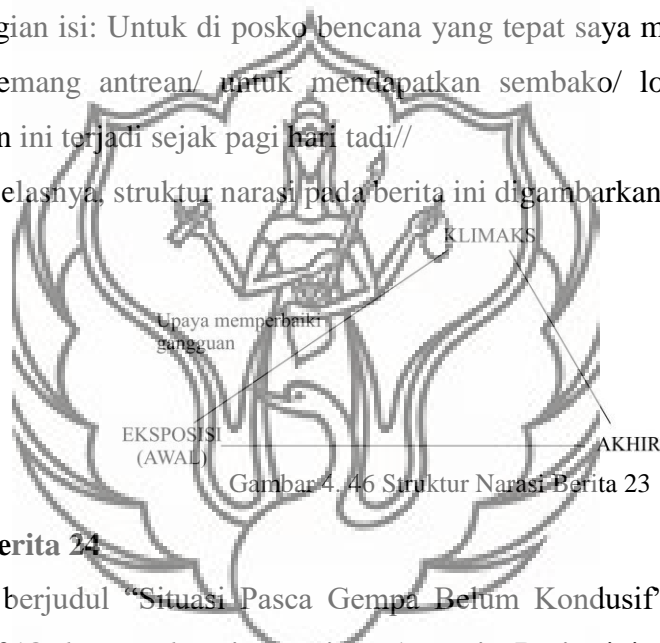 gian isi: Untuk di posko bencana yang tepat saya m
emang antrean/ untuk mendapatkan sembako/ lo
n ini terjadi sejak pagi hari tadi//
elasnya, struktur narasi pada berita ini digambarkan
KLIMAKS
Upaya memperbaiki
gangguan
EKSPOSISI
(AWAL)
AKHIR
Gambar 4. 46 Struktur Narasi Berita 23
erita 24
berjudul “Situasi Pasca Gempa Belum Kondusif”